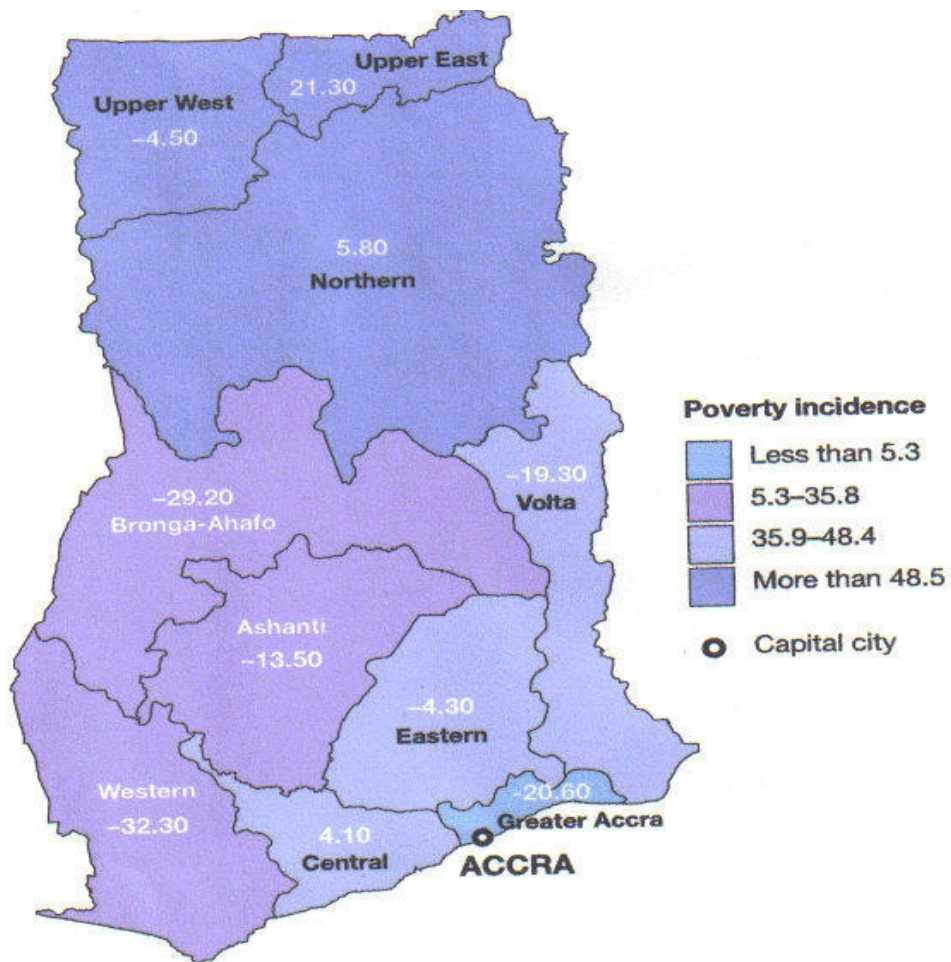 Upper East
21.30
Upper West
−4.50
5.80
Northern
Poverty incidence
Less than 5.3
5.3–35.8
35.9–48.4
More than 48.5
Capital city
−19.30
Volta
−29.20
Bronga-Ahafo
Ashanti
−13.50
−4.30
Eastern
Western
−32.30
-20.60
Greater Accra
4.10
Central
ACCRA